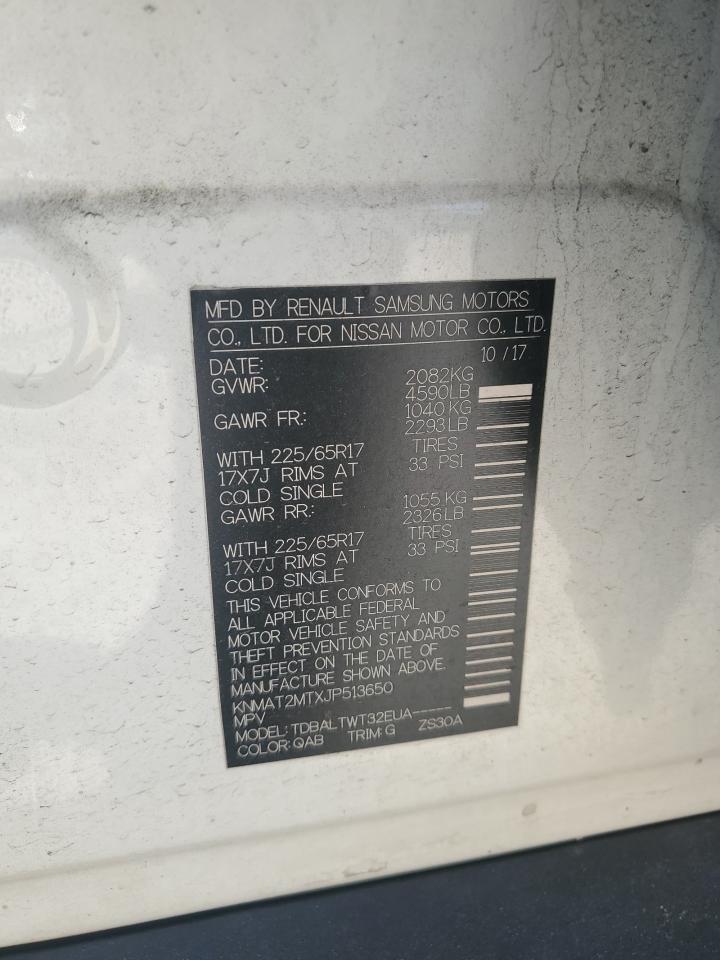 MFD BY RENAULT SAMSUNG MOTORS
CO., LTD. FOR NISSAN MOTOR CO., LTD.
DATE: 10 / 17
GVWR: 2082KG
4590LB
GAWR FR.: 1040 KG
2293 LB
WITH 225/65R17 TIRES
17X7J RIMS AT 33 PSI
COLD SINGLE
GAWR RR.: 1055 KG
2326 LB
WITH 225/65R17 TIRES
17X7J RIMS AT 33 PSI
COLD SINGLE
THIS VEHICLE CONFORMS TO
ALL APPLICABLE FEDERAL
MOTOR VEHICLE SAFETY AND
THEFT PREVENTION STANDARDS
IN EFFECT ON THE DATE OF
MANUFACTURE SHOWN ABOVE.
KNMAT2MTXJP513650
MPV
MODEL: TDBALTWT32EUA-----
COLOR: QAB TRIM: G ZS30A